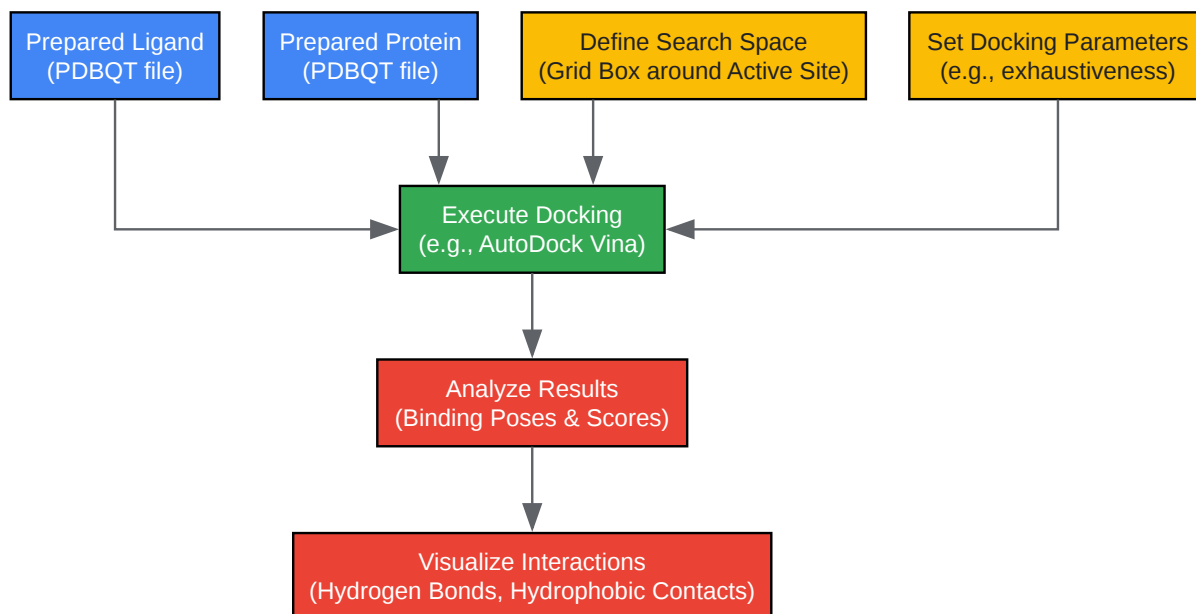 Prepared Ligand
(PDBQT file)
Prepared Protein
(PDBQT file)
Define Search Space
(Grid Box around Active Site)
Set Docking Parameters
(e.g., exhaustiveness)
Execute Docking
(e.g., AutoDock Vina)
Analyze Results
(Binding Poses & Scores)
Visualize Interactions
(Hydrogen Bonds, Hydrophobic Contacts)